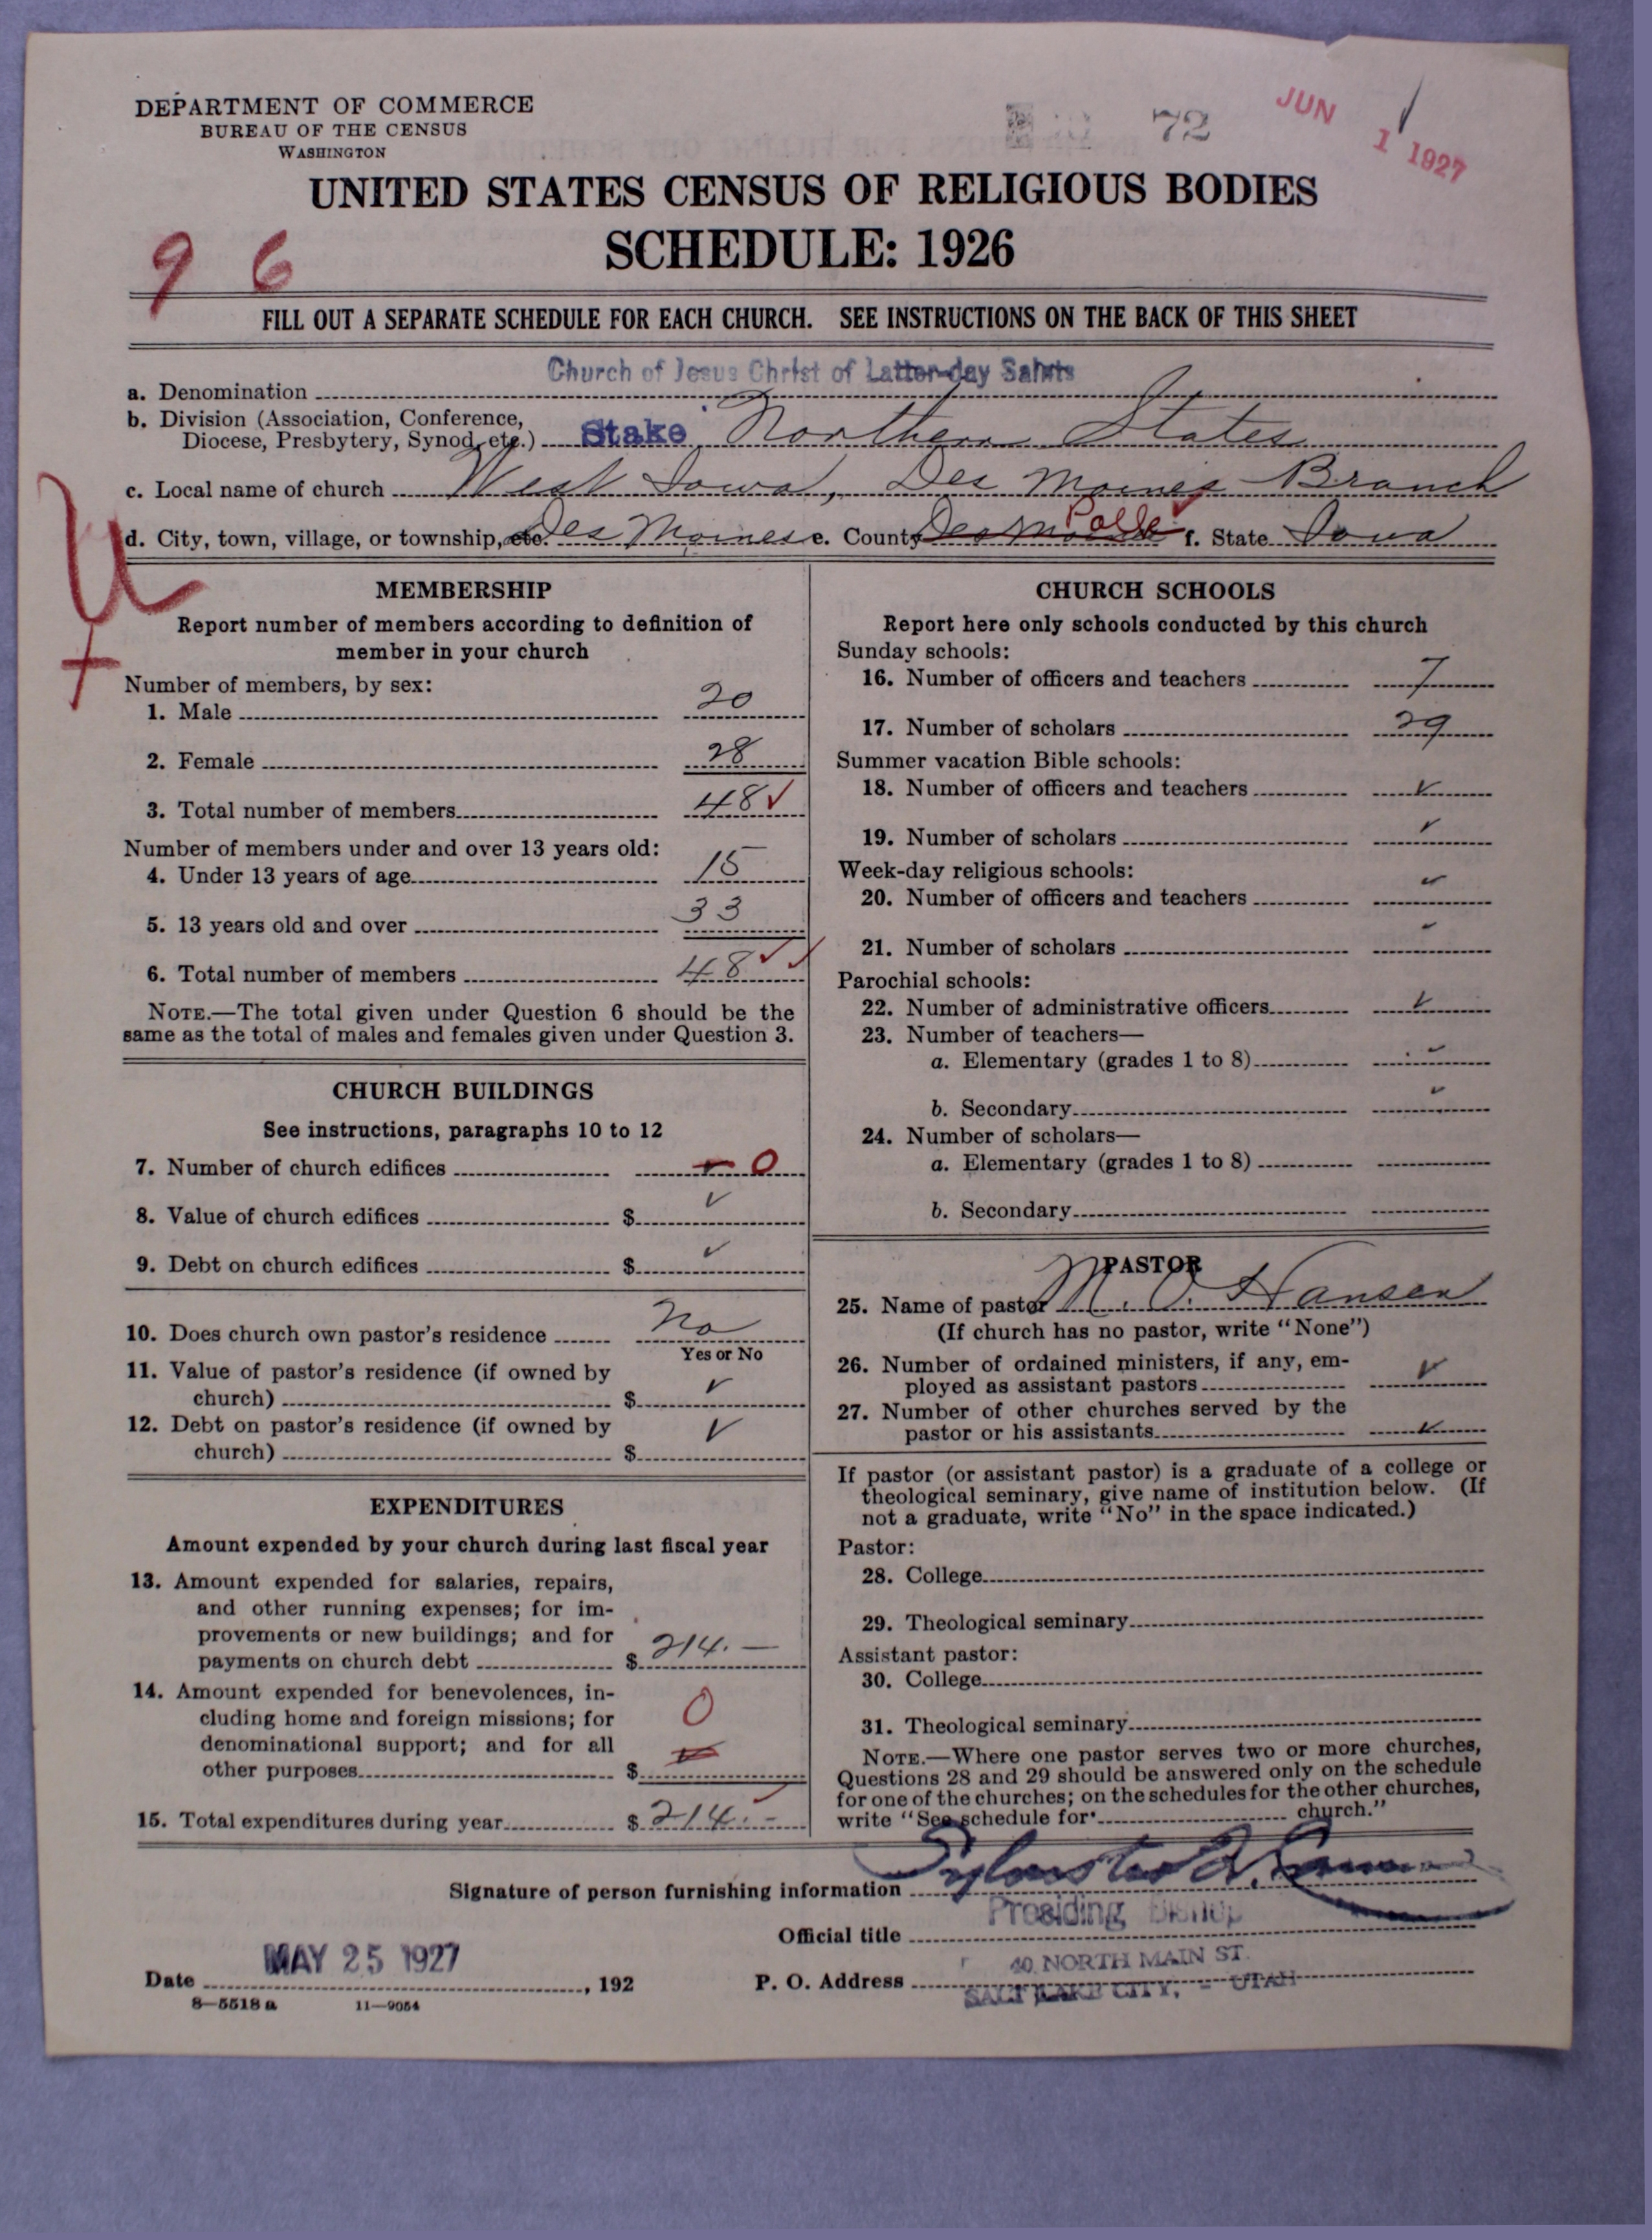 DEPARTMENT OF COMMERCE
BUREAU OF THE CENSUS
WASHINGTON
72
JUN 1 1927
UNITED STATES CENSUS OF RELIGIOUS BODIES
SCHEDULE: 1926
9 6
FILL OUT A SEPARATE SCHEDULE FOR EACH CHURCH. SEE INSTRUCTIONS ON THE BACK OF THIS SHEET
a. Denomination Church of Jesus Christ of Latter-day Saints
b. Division (Association, Conference,
Diocese, Presbytery, Synod, etc.) Stake Northern States
c. Local name of church West Iowa, Des Moines Branch
d. City, town, village, or township, etc. Des Moines e. County Des Moines f. State Iowa
MEMBERSHIP
Report number of members according to definition of
member in your church
Number of members, by sex:
1. Male 20
2. Female 28
3. Total number of members 48 ✓
Number of members under and over 13 years old:
4. Under 13 years of age 15
5. 13 years old and over 33
6. Total number of members 48 ✓ ✓
NOTE.—The total given under Question 6 should be the
same as the total of males and females given under Question 3.
CHURCH BUILDINGS
See instructions, paragraphs 10 to 12
7. Number of church edifices 0
8. Value of church edifices $ ✓
9. Debt on church edifices $ ✓
10. Does church own pastor's residence No
Yes or No
11. Value of pastor's residence (if owned by
church) $ ✓
12. Debt on pastor's residence (if owned by
church) $ ✓
EXPENDITURES
Amount expended by your church during last fiscal year
13. Amount expended for salaries, repairs,
and other running expenses; for im-
provements or new buildings; and for
payments on church debt $ 214.—
14. Amount expended for benevolences, in-
cluding home and foreign missions; for
denominational support; and for all
other purposes $ 0
15. Total expenditures during year $ 214.-
CHURCH SCHOOLS
Report here only schools conducted by this church
Sunday schools:
16. Number of officers and teachers 7
17. Number of scholars 29
Summer vacation Bible schools:
18. Number of officers and teachers ✓
19. Number of scholars ✓
Week-day religious schools:
20. Number of officers and teachers ✓
21. Number of scholars ✓
Parochial schools:
22. Number of administrative officers ✓
23. Number of teachers—
a. Elementary (grades 1 to 8) ✓
b. Secondary ✓
24. Number of scholars—
a. Elementary (grades 1 to 8)
b. Secondary
PASTOR
25. Name of pastor M. O. Hansen
(If church has no pastor, write "None")
26. Number of ordained ministers, if any, em-
ployed as assistant pastors ✓
27. Number of other churches served by the
pastor or his assistants ✓
If pastor (or assistant pastor) is a graduate of a college or
theological seminary, give name of institution below. (If
not a graduate, write "No" in the space indicated.)
Pastor:
28. College
29. Theological seminary
Assistant pastor:
30. College
31. Theological seminary
NOTE.—Where one pastor serves two or more churches,
Questions 28 and 29 should be answered only on the schedule
for one of the churches; on the schedules for the other churches,
write "See schedule for church."
Signature of person furnishing information Sylvester Q. Cannon
Official title Presiding Bishop
Date MAY 25 1927, 192
P. O. Address 40 NORTH MAIN ST.
SALT LAKE CITY, - UTAH
8—5518 a 11—9054